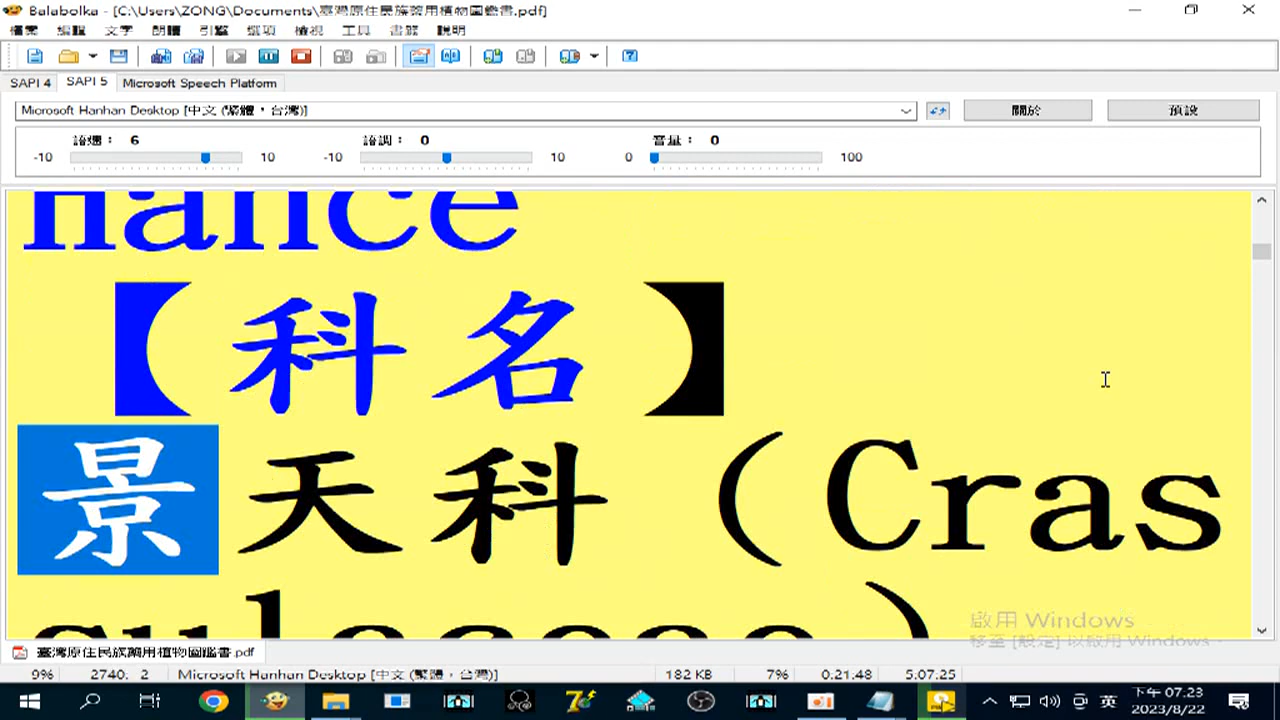 Balabolka - [C:\Users\ZONG\Documents\臺灣原住民族藥用植物圖鑑書.pdf]
檔案 編輯 文字 朗讀 引擎 選項 檢視 工具 書籤 說明
SAPI 4 SAPI 5 Microsoft Speech Platform
Microsoft Hanhan Desktop [中文 (繁體，台灣)] 關於 預設
語速： 6 語調： 0 音量： 0
-10 10 -10 10 0 100
nance
【科名】
景天科（Cras
sulaceae）
啟用 Windows
移至 [設定] 以啟用 Windows。
臺灣原住民族藥用植物圖鑑書.pdf
9% 2740: 2 Microsoft Hanhan Desktop [中文 (繁體，台灣)] 182 KB 7% 0.21.48 5.07.25
英 下午 07:23
2023/8/22